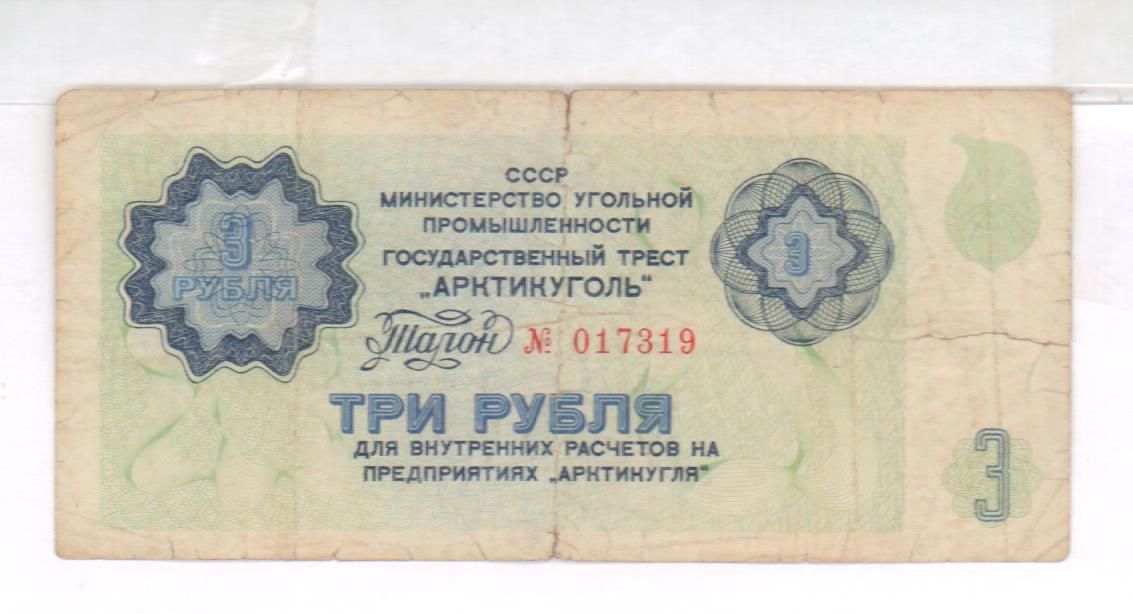 СССР
МИНИСТЕРСТВО УГОЛЬНОЙ
ПРОМЫШЛЕННОСТИ
ГОСУДАРСТВЕННЫЙ ТРЕСТ
„АРКТИКУГОЛЬ“
3
РУБЛЯ
3
Талон № 017319
ТРИ РУБЛЯ
ДЛЯ ВНУТРЕННИХ РАСЧЕТОВ НА
ПРЕДПРИЯТИЯХ „АРКТИКУГЛЯ“
3